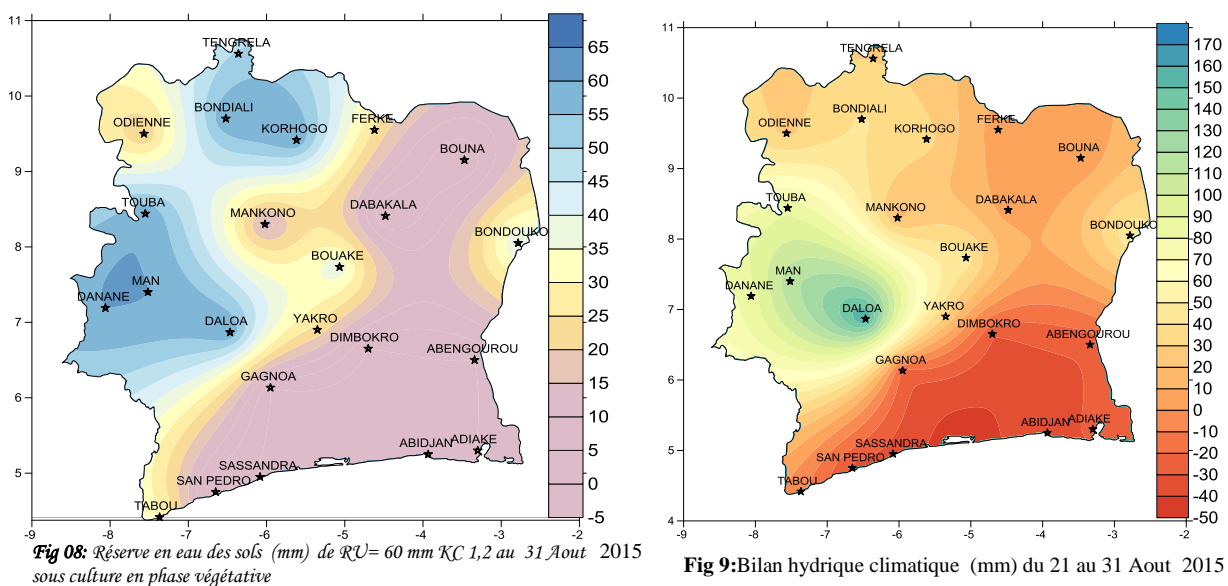 11
TENGRELA
10
BONDIALI
ODIENNE
KORHOGO
FERKE
BOUNA
9
TOUBA
MANKONO
DABAKALA
8
BONDOUKO
BOUAKE
MAN
DANANE
7
DALOA
YAKRO
DIMBOKRO
ABENGOUROU
GAGNOA
6
ABIDJAN
ADIAKE
SASSANDRA
5
SAN PEDRO
TABOU
-9 -8 -7 -6 -5 -4 -3 -2
65
60
55
50
45
40
35
30
25
20
15
10
5
0
-5
Fig 08: Réserve en eau des sols (mm) de RU= 60 mm KC 1,2 au 31 Aout 2015
sous culture en phase végétative
11
TENGRELA
10
BONDIALI
ODIENNE
KORHOGO
FERKE
BOUNA
9
TOUBA
MANKONO
DABAKALA
BONDOUKO
8
BOUAKE
MAN
DANANE
7
DALOA
YAKRO
DIMBOKRO
ABENGOUROU
GAGNOA
6
ABIDJAN
ADIAKE
SASSANDRA
5
SAN PEDRO
TABOU
4
-9 -8 -7 -6 -5 -4 -3 -2
170
160
150
140
130
120
110
100
90
80
70
60
50
40
30
20
10
0
-10
-20
-30
-40
-50
Fig 9:Bilan hydrique climatique (mm) du 21 au 31 Aout 2015